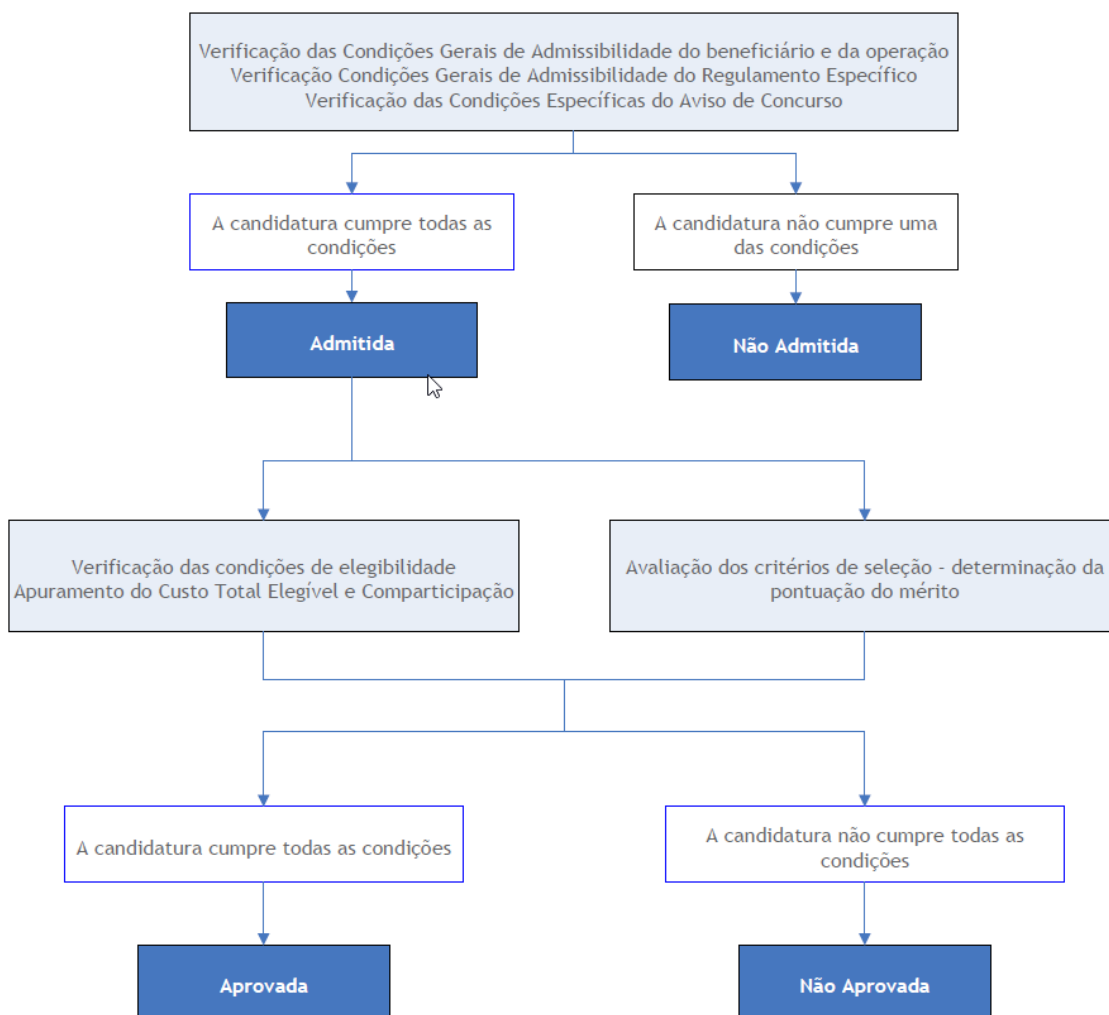 Verificação das Condições Gerais de Admissibilidade do beneficiário e da operação
Verificação Condições Gerais de Admissibilidade do Regulamento Específico
Verificação das Condições Específicas do Aviso de Concurso
A candidatura cumpre todas as
condições
A candidatura não cumpre uma
das condições
Admitida
Não Admitida
Verificação das condições de elegibilidade
Apuramento do Custo Total Elegível e Comparticipação
Avaliação dos critérios de seleção - determinação da
pontuação do mérito
A candidatura cumpre todas as condições
A candidatura não cumpre todas as
condições
Aprovada
Não Aprovada